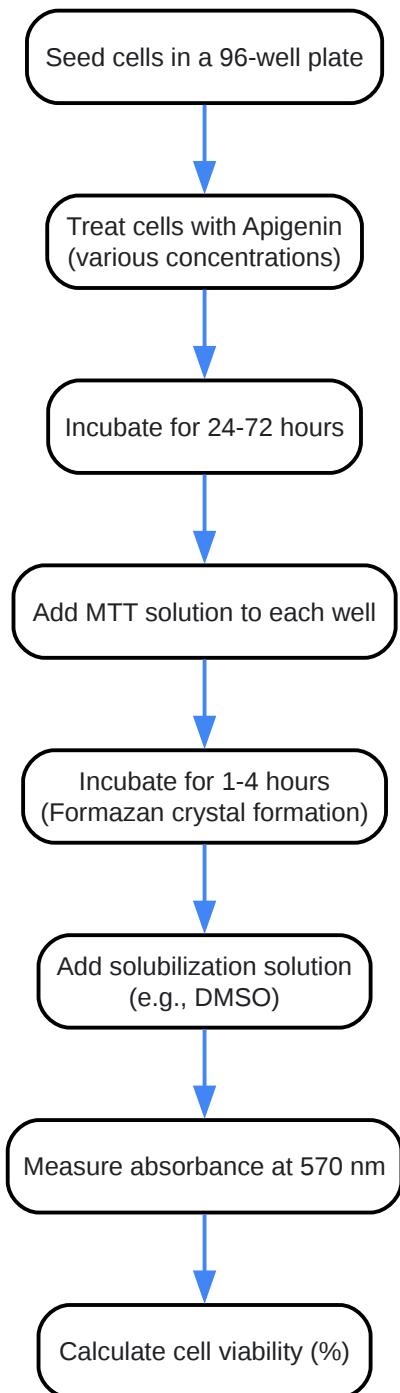 Seed cells in a 96-well plate
Treat cells with Apigenin
(various concentrations)
Incubate for 24-72 hours
Add MTT solution to each well
Incubate for 1-4 hours
(Formazan crystal formation)
Add solubilization solution
(e.g., DMSO)
Measure absorbance at 570 nm
Calculate cell viability (%)